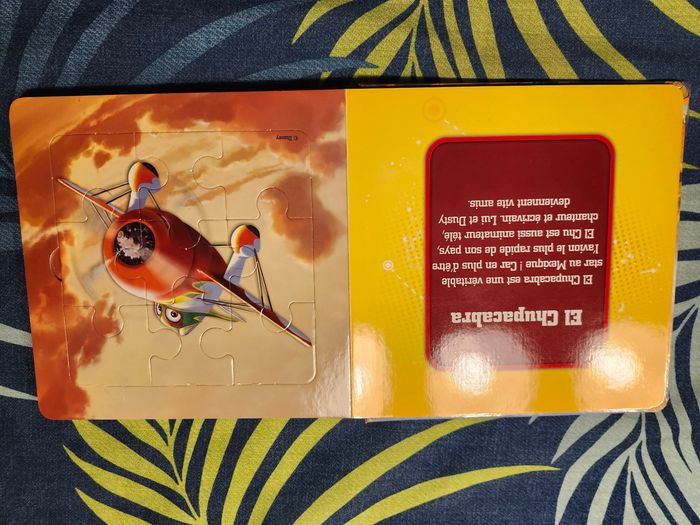 El Chupacabra
El Chupacabra est une véritable
star au Mexique ! Car en plus d'être
l'avion le plus rapide de son pays,
El Chu est aussi animateur télé,
chanteur et écrivain. Lui et Dusty
deviennent vite amis.
© Disney